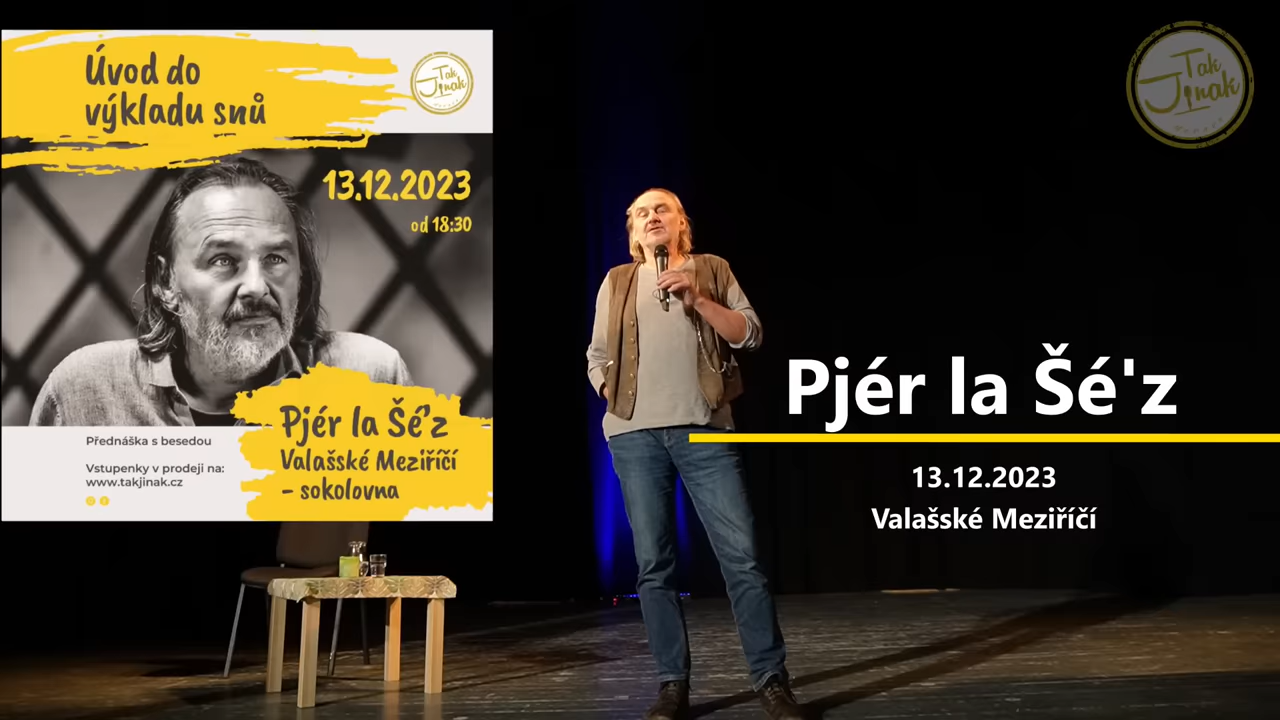 Úvod do
výkladu snů
Tak
Jinak
13.12.2023
od 18:30
Pjér la Šé'z
Valašské Meziříčí
- sokolovna
Přednáška s besedou
Vstupenky v prodeji na:
www.takjinak.cz
Tak
Jinak
Pjér la Šé'z
13.12.2023
Valašské Meziříčí